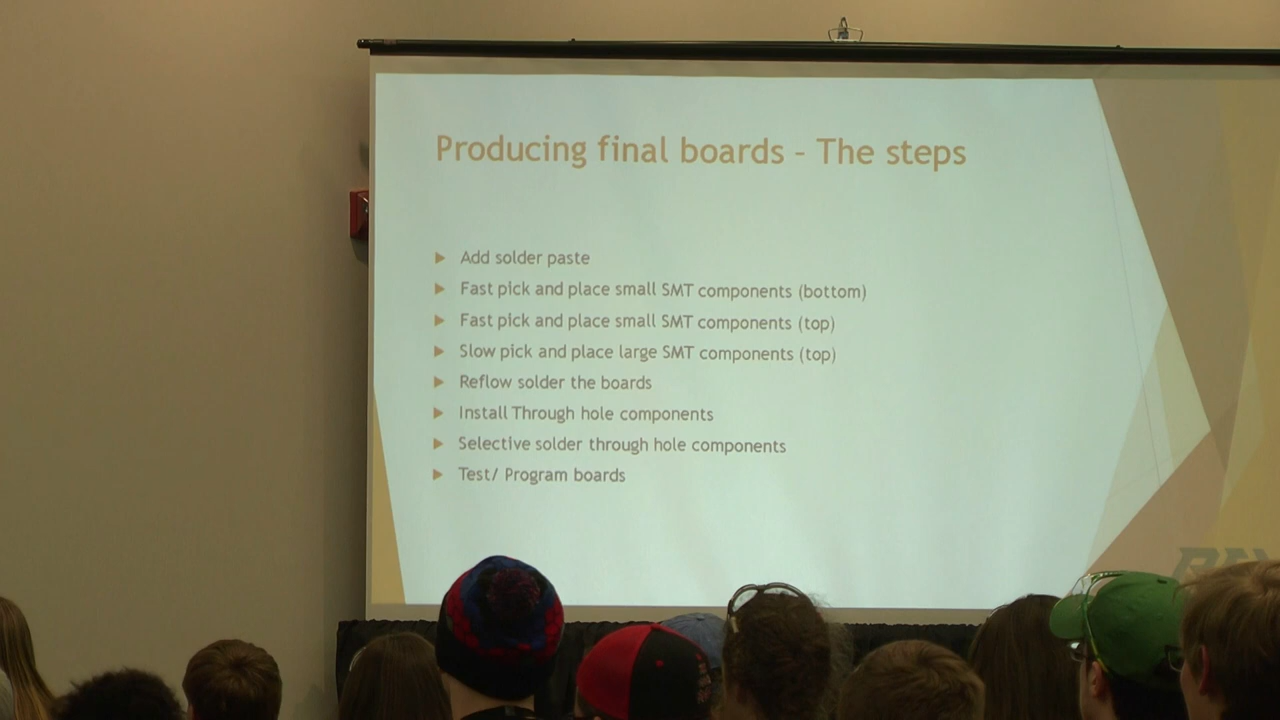 Producing final boards – The steps
Add solder paste
Fast pick and place small SMT components (bottom)
Fast pick and place small SMT components (top)
Slow pick and place large SMT components (top)
Reflow solder the boards
Install Through hole components
Selective solder through hole components
Test/ Program boards